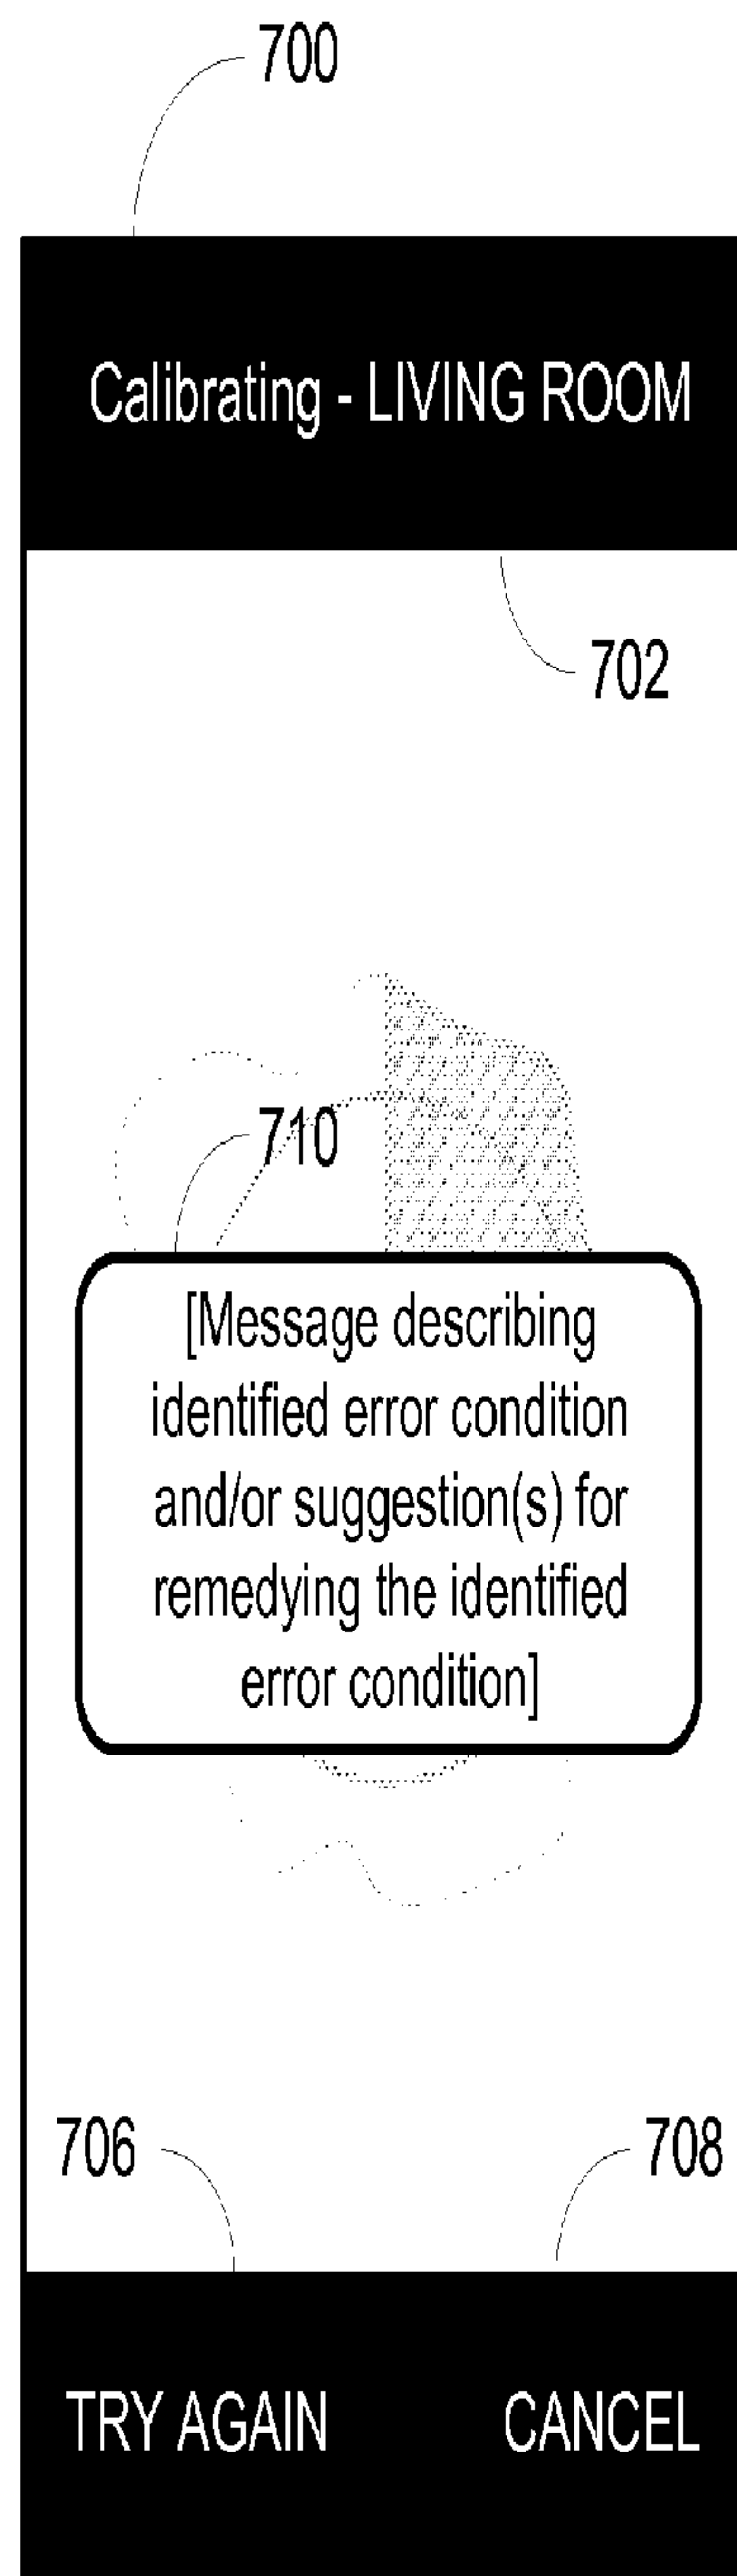 700
Calibrating - LIVING ROOM
702
710
[Message describing
identified error condition
and/or suggestion(s) for
remedying the identified
error condition]
706
708
TRY AGAIN
CANCEL